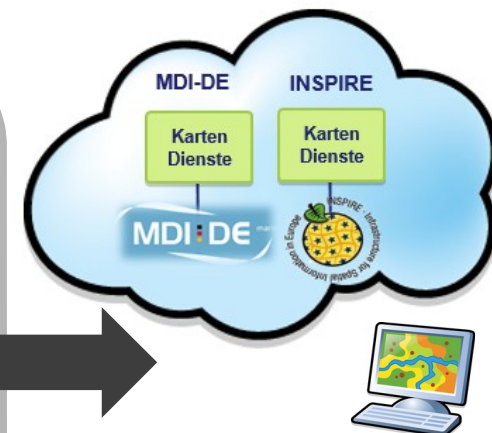 MDI-DE INSPIRE
Karten Karten
Dienste Dienste
MDI DE
INSPIRE · Infrastructure for Spatial Information in Europe